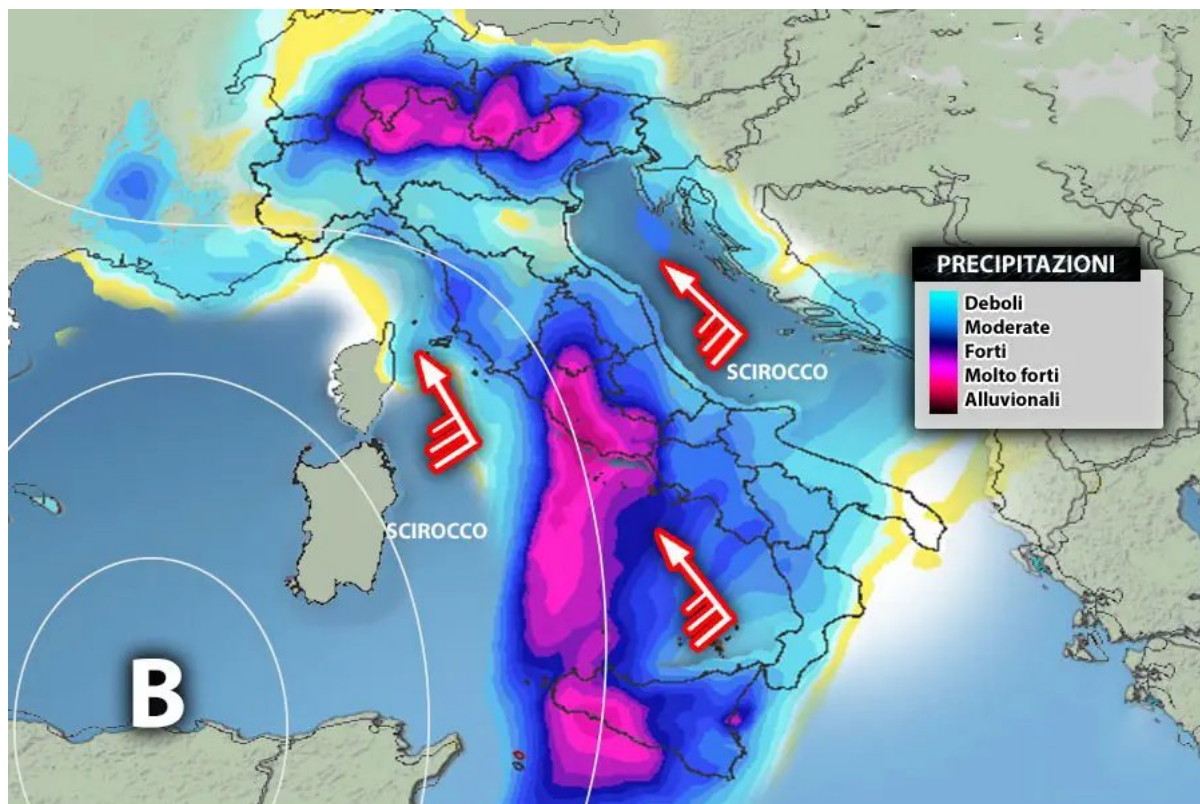 PRECIPITAZIONI
Deboli
Moderate
Forti
Molto forti
Alluvionali
SCIROCCO
SCIROCCO
B